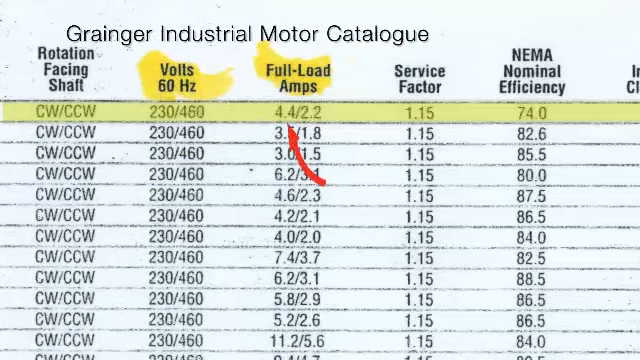 Grainger Industrial Motor Catalogue
Rotation Facing Shaft Volts 60 Hz Full-Load Amps Service Factor NEMA Nominal Efficiency
CW/CCW 230/460 4.4/2.2 1.15 74.0
CW/CCW 230/460 1.8 1.15 82.6
CW/CCW 230/460 1.5 1.15 85.5
CW/CCW 230/460 1.15 80.0
CW/CCW 230/460 4.6/2.3 1.15 87.5
CW/CCW 230/460 4.2/2.1 1.15 86.5
CW/CCW 230/460 4.0/2.0 1.15 84.0
CW/CCW 230/460 7.4/3.7 1.15 82.5
CW/CCW 230/460 6.2/3.1 1.15 88.5
CW/CCW 230/460 5.8/2.9 1.15 86.5
CW/CCW 230/460 5.2/2.6 1.15 86.5
CW/CCW 230/460 11.2/5.6 1.15 84.0